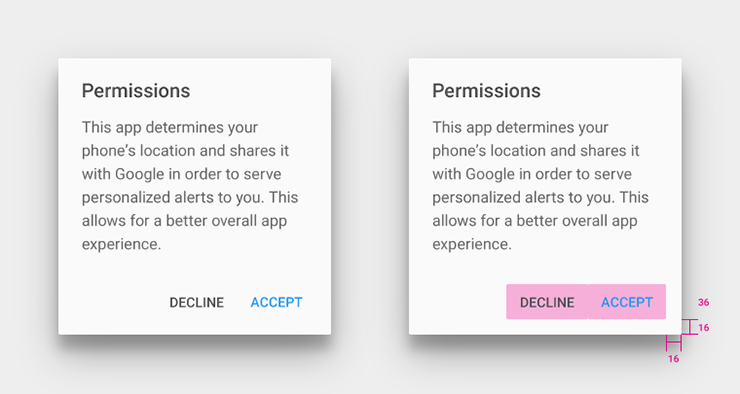 Permissions
This app determines your
phone's location and shares it
with Google in order to serve
personalized alerts to you. This
allows for a better overall app
experience.
DECLINE ACCEPT
Permissions
This app determines your
phone's location and shares it
with Google in order to serve
personalized alerts to you. This
allows for a better overall app
experience.
DECLINE ACCEPT
36
16
16